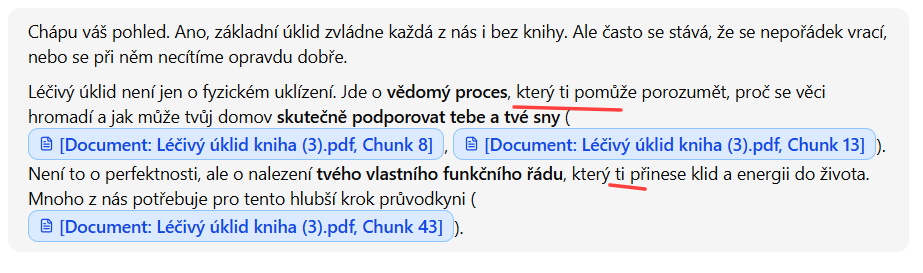 Chápu váš pohled. Ano, základní úklid zvládne každá z nás i bez knihy. Ale často se stává, že se nepořádek vrací,
nebo se při něm necítíme opravdu dobře.
Léčivý úklid není jen o fyzickém uklízení. Jde o vědomý proces, který ti pomůže porozumět, proč se věci
hromadí a jak může tvůj domov skutečně podporovat tebe a tvé sny (
[Document: Léčivý úklid kniha (3).pdf, Chunk 8], [Document: Léčivý úklid kniha (3).pdf, Chunk 13]).
Není to o perfektnosti, ale o nalezení tvého vlastního funkčního řádu, který ti přinese klid a energii do života.
Mnoho z nás potřebuje pro tento hlubší krok průvodkyni (
[Document: Léčivý úklid kniha (3).pdf, Chunk 43]).